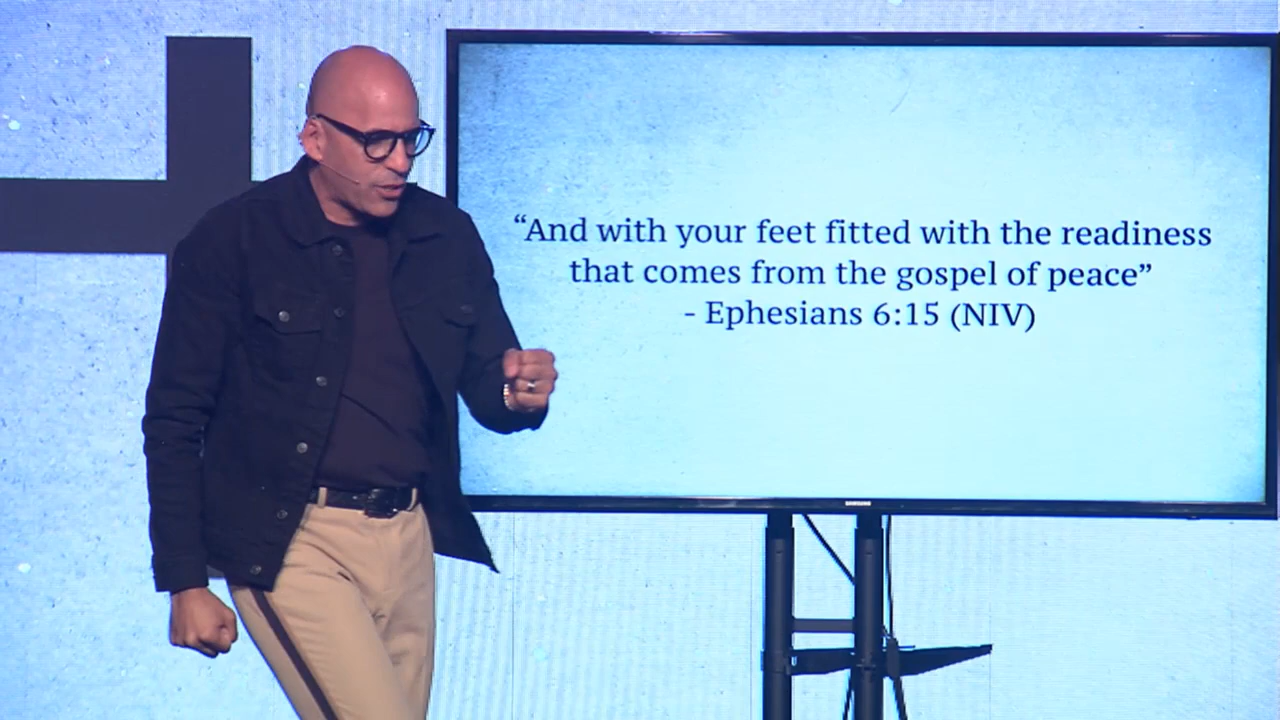 “And with your feet fitted with the readiness
that comes from the gospel of peace”
- Ephesians 6:15 (NIV)
SAMSUNG